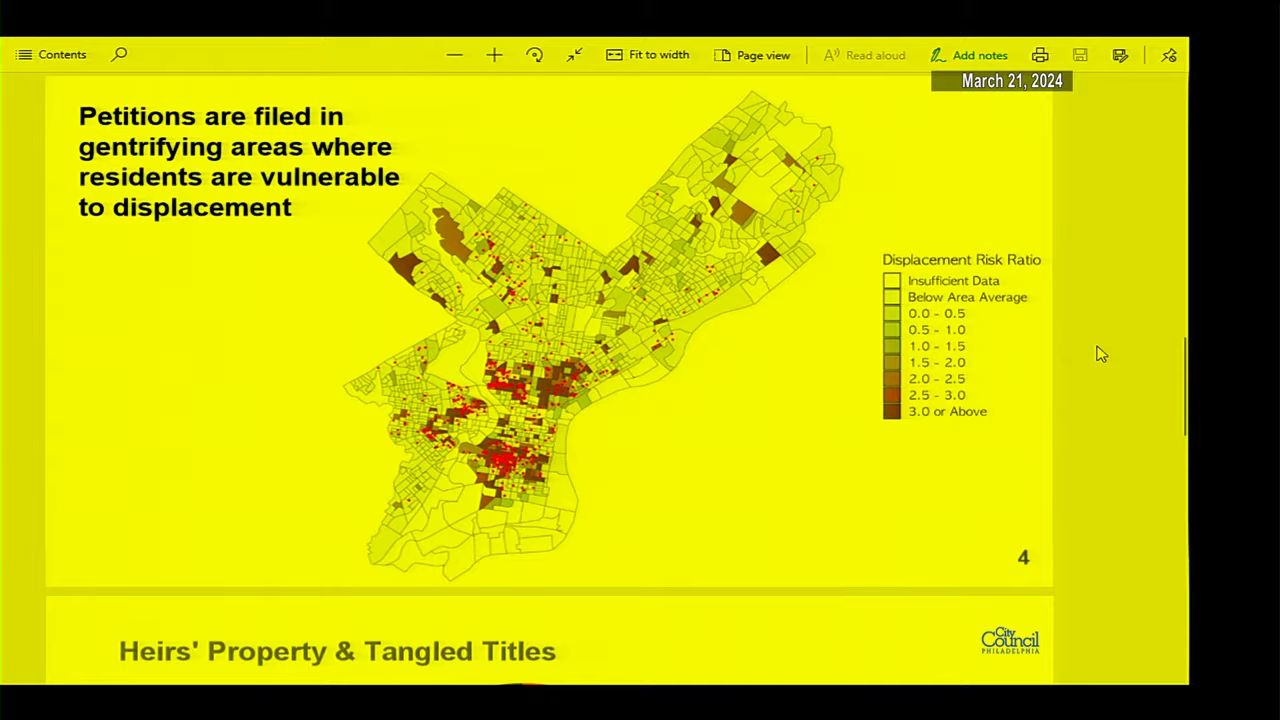 Contents
Fit to width
Page view
Read aloud
Add notes
March 21, 2024
Petitions are filed in
gentrifying areas where
residents are vulnerable
to displacement
Displacement Risk Ratio
Insufficient Data
Below Area Average
0.0 - 0.5
0.5 - 1.0
1.0 - 1.5
1.5 - 2.0
2.0 - 2.5
2.5 - 3.0
3.0 or Above
4
Heirs' Property & Tangled Titles
City
Council
PHILADELPHIA